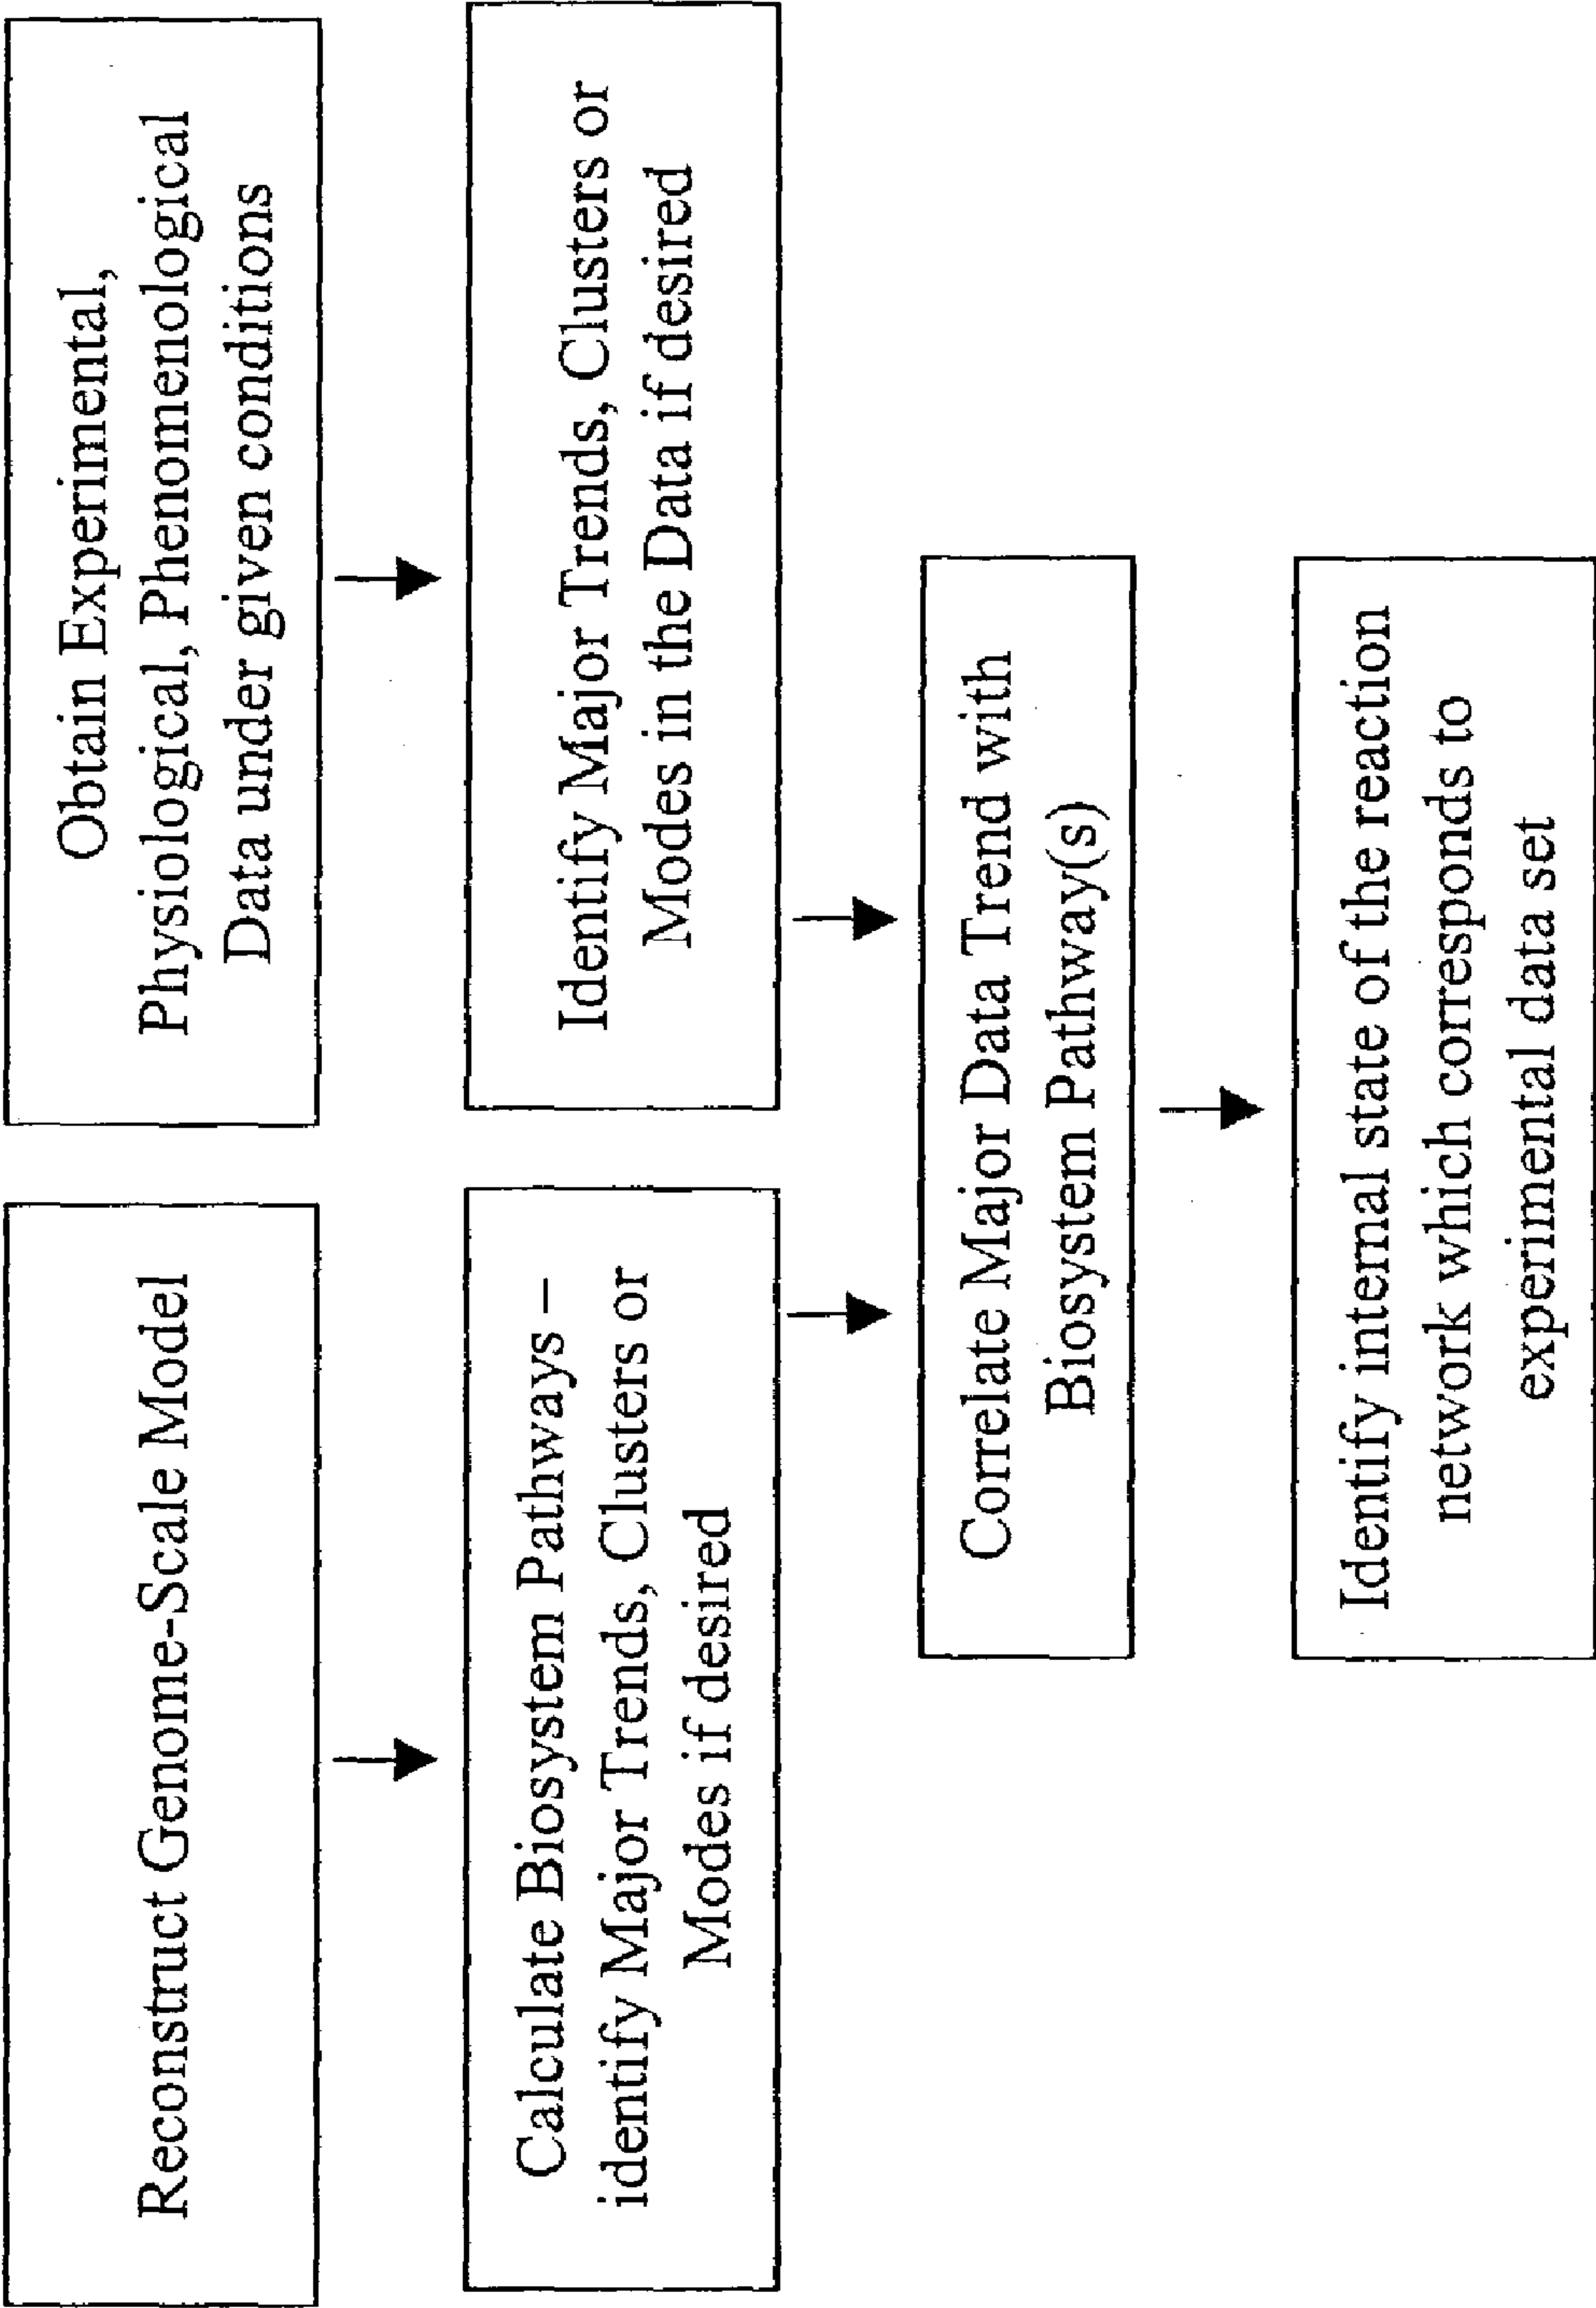 Reconstruct Genome-Scale Model
Obtain Experimental,
Physiological, Phenomenological
Data under given conditions
Calculate Biosystem Pathways –
identify Major Trends, Clusters or
Modes if desired
Identify Major Trends, Clusters or
Modes in the Data if desired
Correlate Major Data Trend with
Biosystem Pathway(s)
Identify internal state of the reaction
network which corresponds to
experimental data set